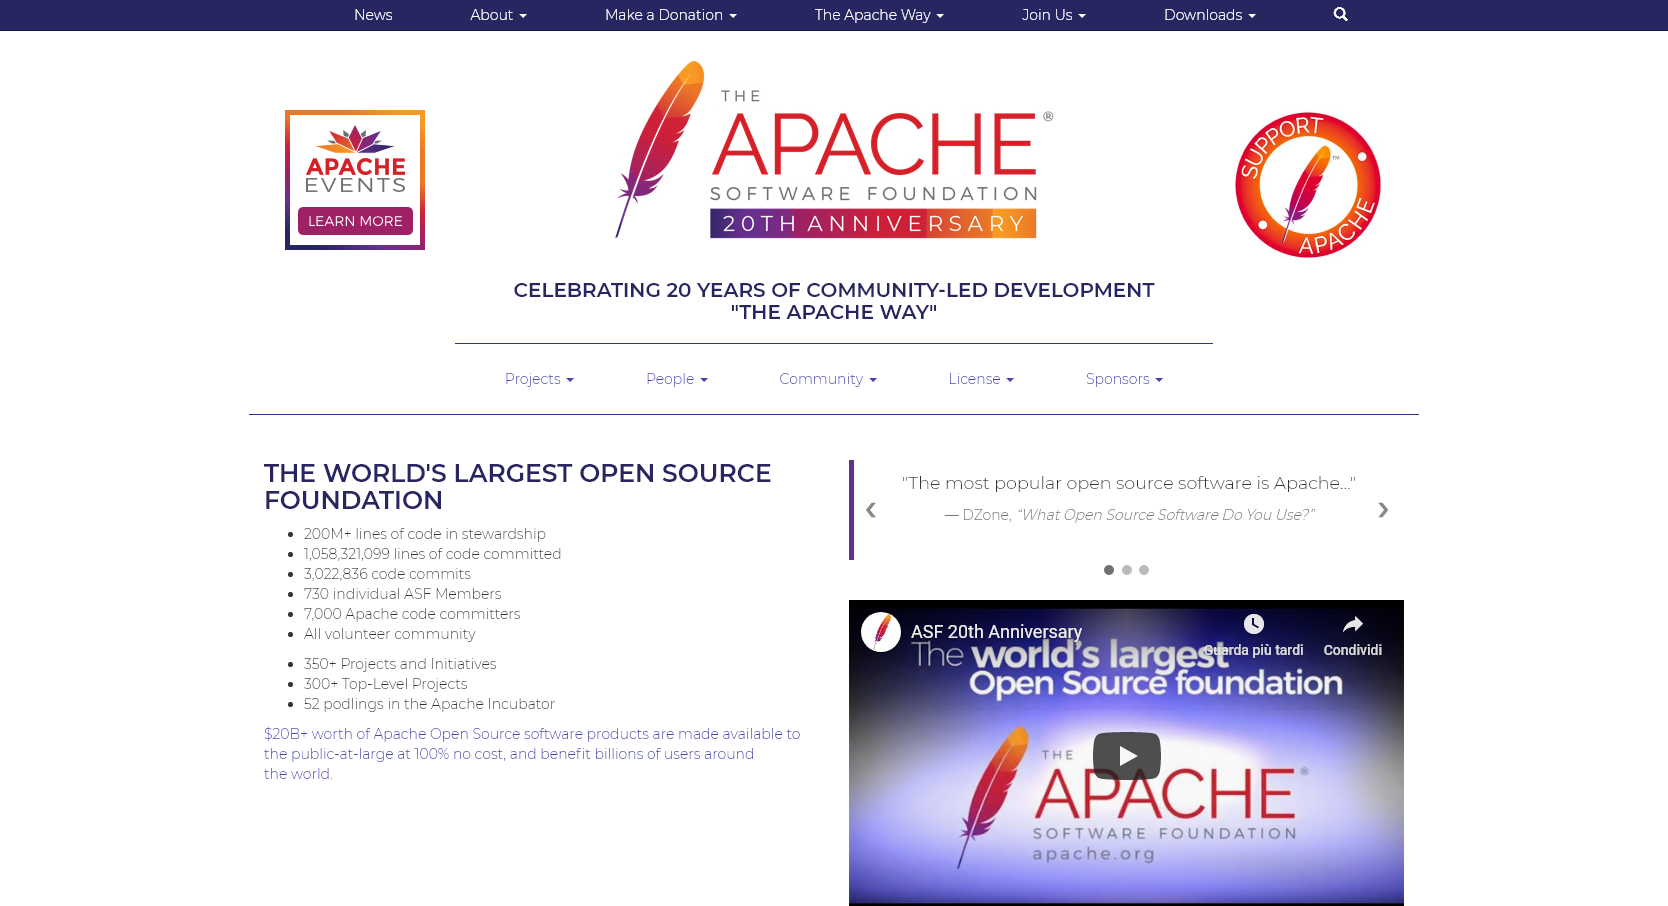 News About Make a Donation The Apache Way Join Us Downloads
APACHE
EVENTS
LEARN MORE
THE
APACHE®
SOFTWARE FOUNDATION
20TH ANNIVERSARY
SUPPORT
APACHE
TM
CELEBRATING 20 YEARS OF COMMUNITY-LED DEVELOPMENT
"THE APACHE WAY"
Projects People Community License Sponsors
THE WORLD'S LARGEST OPEN SOURCE
FOUNDATION
200M+ lines of code in stewardship
1,058,321,099 lines of code committed
3,022,836 code commits
730 individual ASF Members
7,000 Apache code committers
All volunteer community
350+ Projects and Initiatives
300+ Top-Level Projects
52 podlings in the Apache Incubator
$20B+ worth of Apache Open Source software products are made available to
the public-at-large at 100% no cost, and benefit billions of users around
the world.
"The most popular open source software is Apache..."
— DZone, “What Open Source Software Do You Use?”
ASF 20th Anniversary
Guarda più tardi Condividi
The world's largest
Open Source foundation
THE
APACHE®
SOFTWARE FOUNDATION
apache.org